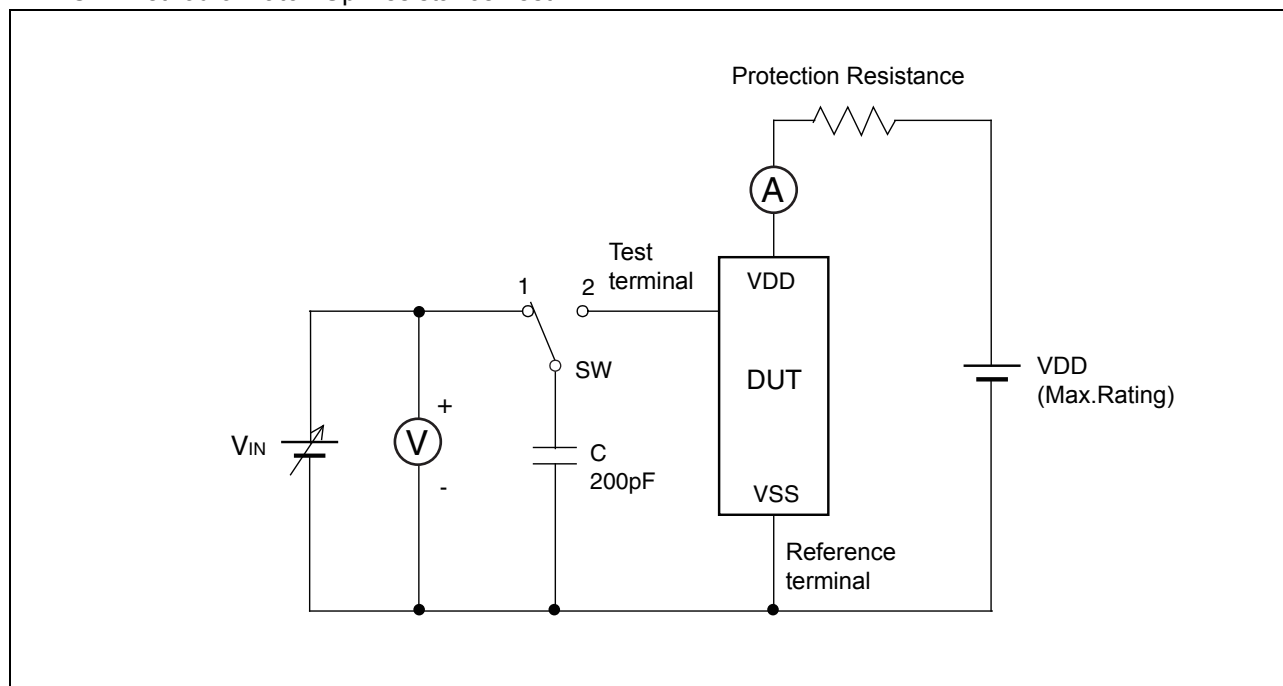 Protection Resistance
A
Test
terminal
VDD
1
2
SW
DUT
VDD
(Max.Rating)
VIN
+
V
-
C
200pF
VSS
Reference
terminal